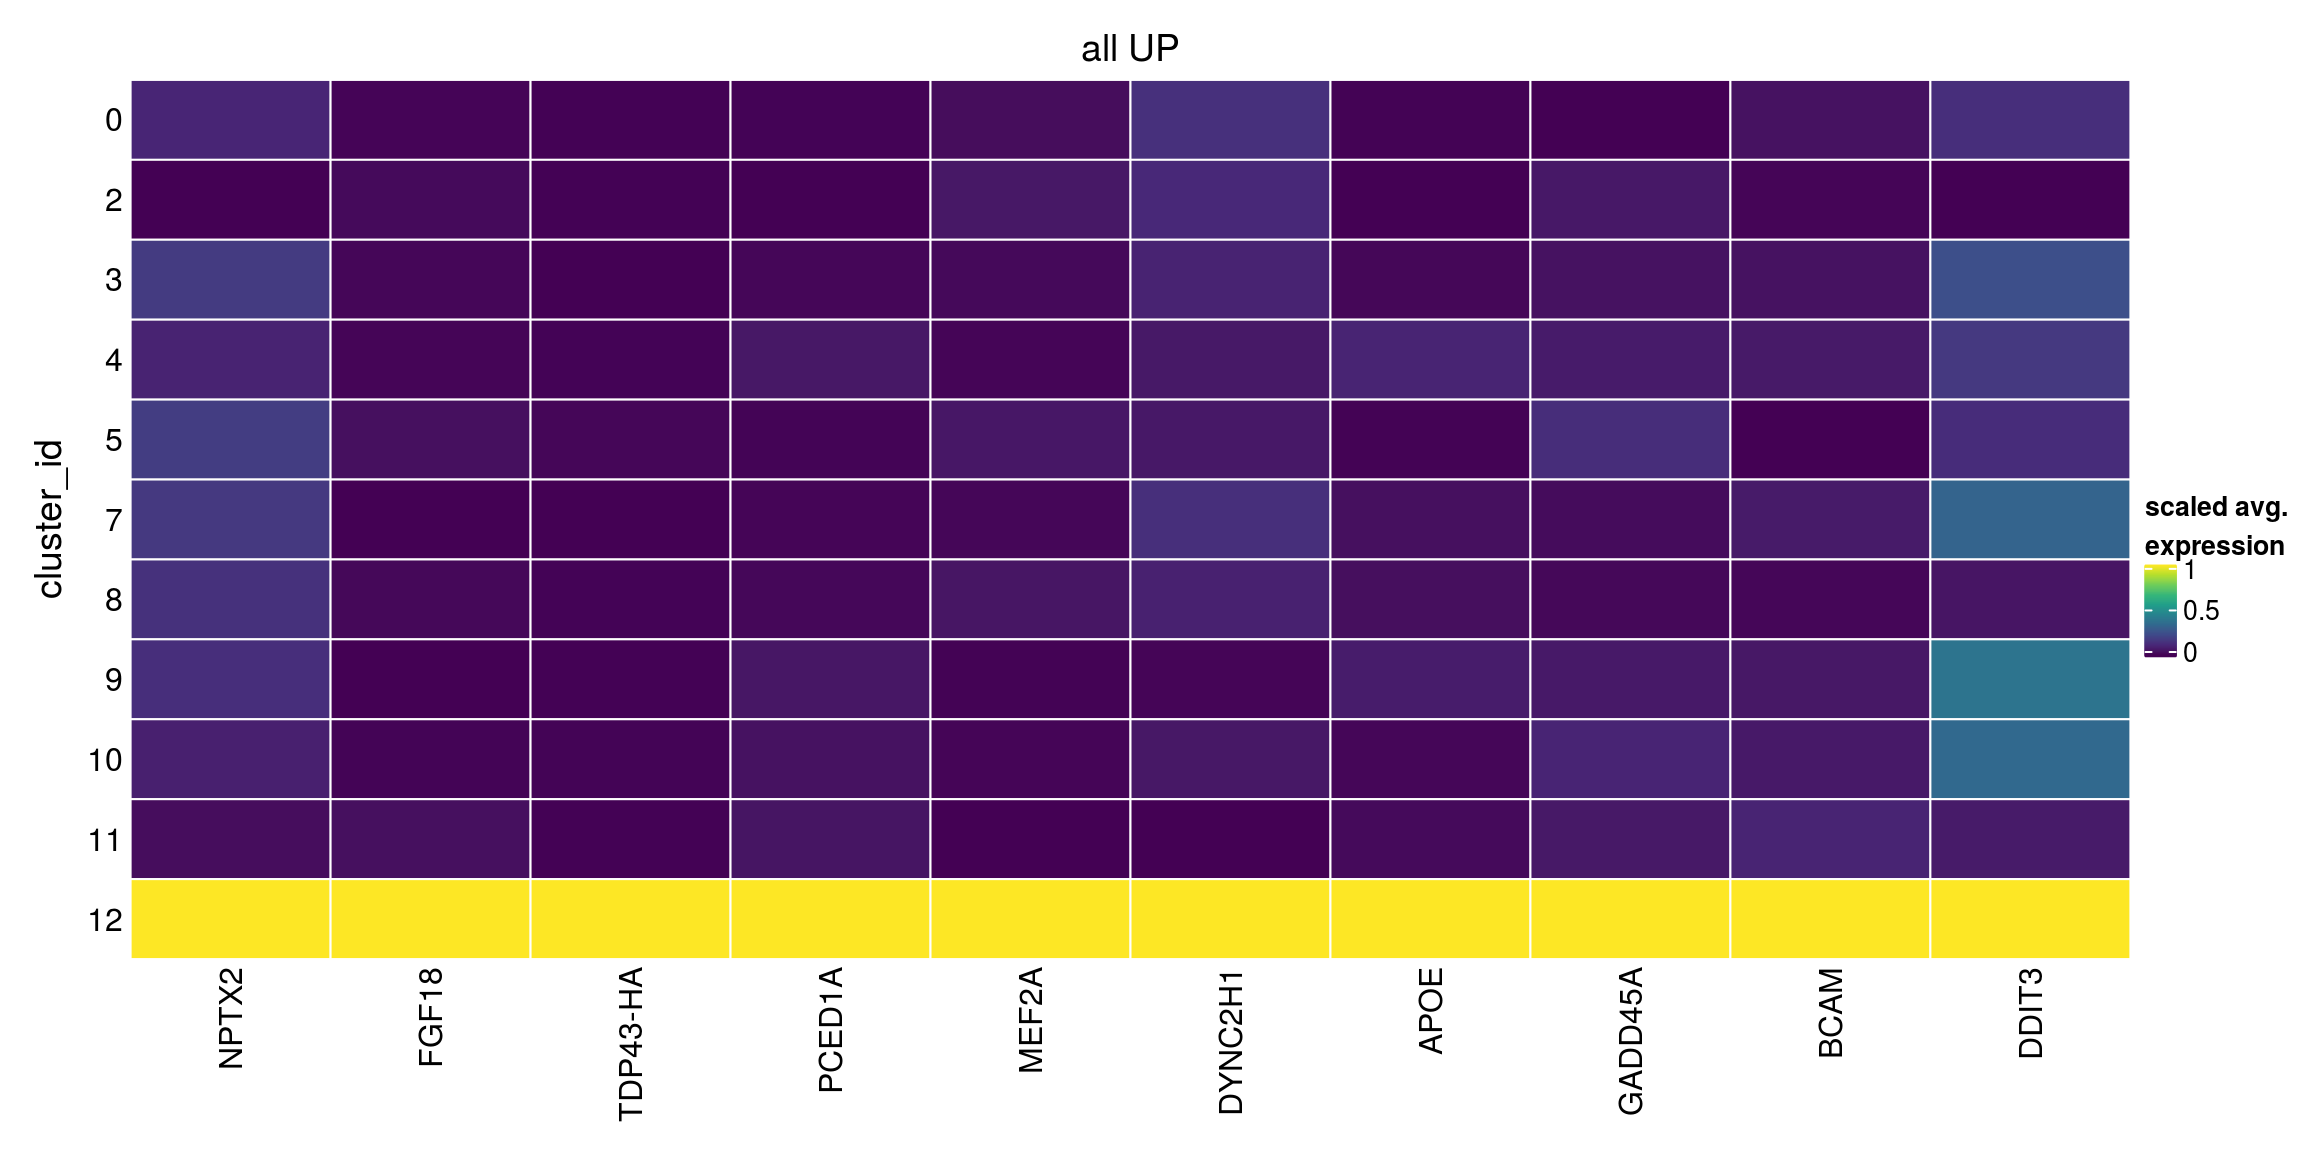 all UP
cluster_id
0
2
3
4
5
7
8
9
10
11
12
NPTX2
FGF18
TDP43-HA
PCED1A
MEF2A
DYNC2H1
APOE
GADD45A
BCAM
DDIT3
scaled avg.
expression
1
0.5
0